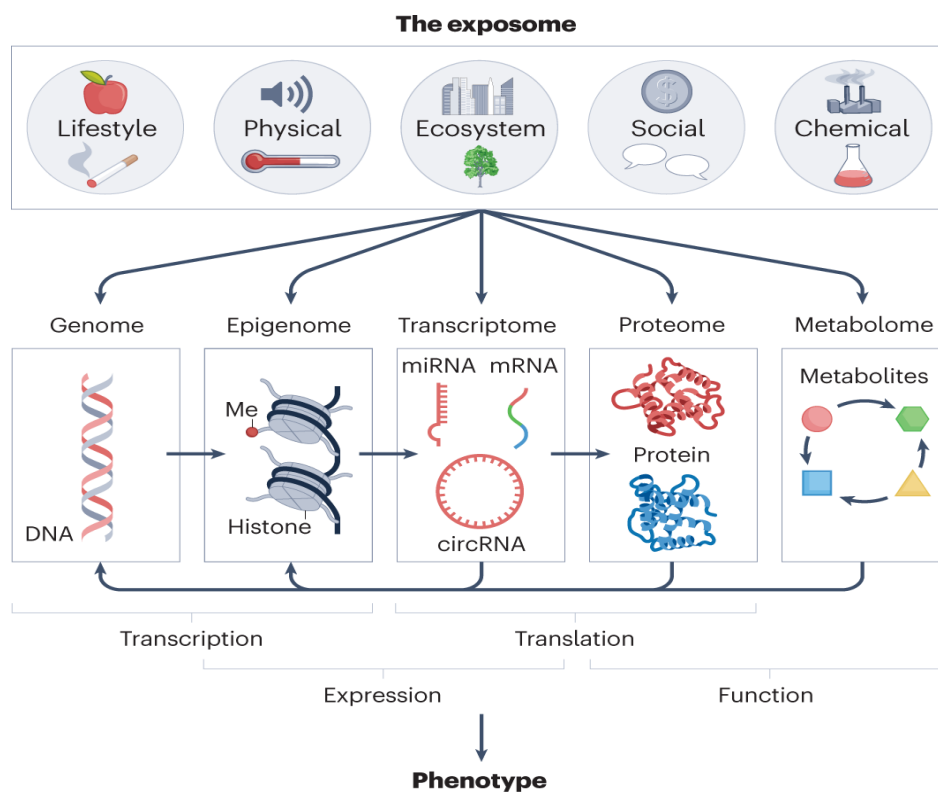 The exposome
Lifestyle
Physical
Ecosystem
$
Social
Chemical
Genome
Epigenome
Transcriptome
Proteome
Metabolome
DNA
Me
Histone
miRNA
mRNA
circRNA
Protein
Metabolites
Transcription
Translation
Expression
Function
Phenotype